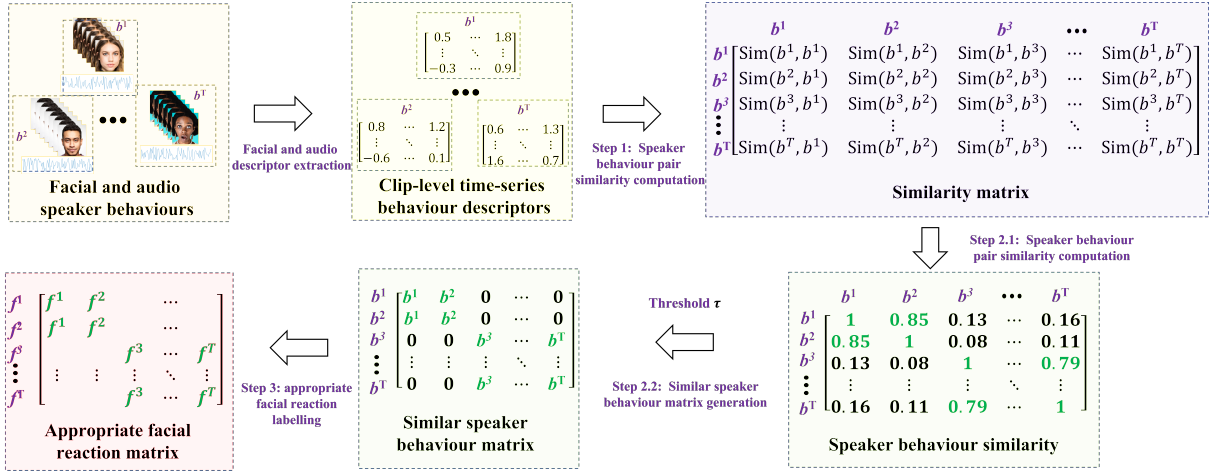 b¹
b²
•••
bᵀ
Facial and audio
speaker behaviours
Facial and audio
descriptor extraction
b¹
0.5 ⋯ 1.8
⋮ ⋱ ⋮
−0.3 ⋯ 0.9
•••
b²
0.8 ⋯ 1.2
⋮ ⋱ ⋮
−0.6 ⋯ 0.1
bᵀ
0.6 ⋯ 1.3
⋮ ⋱ ⋮
1.6 ⋯ 0.7
Clip-level time-series
behaviour descriptors
Step 1: Speaker
behaviour pair
similarity computation
b¹ b² b³ ••• bᵀ
b¹ Sim(b¹, b¹) Sim(b¹, b²) Sim(b¹, b³) ⋯ Sim(b¹, bᵀ)
b² Sim(b², b¹) Sim(b², b²) Sim(b², b³) ⋯ Sim(b², bᵀ)
b³ Sim(b³, b¹) Sim(b³, b²) Sim(b³, b³) ⋯ Sim(b³, bᵀ)
⋮ ⋮ ⋮ ⋮ ⋱ ⋮
bᵀ Sim(bᵀ, b¹) Sim(bᵀ, b²) Sim(bᵀ, b³) ⋯ Sim(bᵀ, bᵀ)
Similarity matrix
Step 2.1: Speaker behaviour
pair similarity computation
b¹ b² b³ ••• bᵀ
b¹ 1 0.85 0.13 ⋯ 0.16
b² 0.85 1 0.08 ⋯ 0.11
b³ 0.13 0.08 1 ⋯ 0.79
⋮ ⋮ ⋮ ⋮ ⋱ ⋮
bᵀ 0.16 0.11 0.79 ⋯ 1
Speaker behaviour similarity
Threshold τ
Step 2.2: Similar speaker
behaviour matrix generation
b¹ b¹ b² 0 ⋯ 0
b² b¹ b² 0 ⋯ 0
b³ 0 0 b³ ⋯ bᵀ
⋮ ⋮ ⋮ ⋮ ⋱ ⋮
bᵀ 0 0 b³ ⋯ bᵀ
Similar speaker
behaviour matrix
Step 3: appropriate
facial reaction
labelling
f¹ f¹ f² ⋯
f² f¹ f² ⋯
f³ f³ ⋯ fᵀ
⋮ ⋮ ⋮ ⋮ ⋱ ⋮
fᵀ f³ ⋯ fᵀ
Appropriate facial
reaction matrix